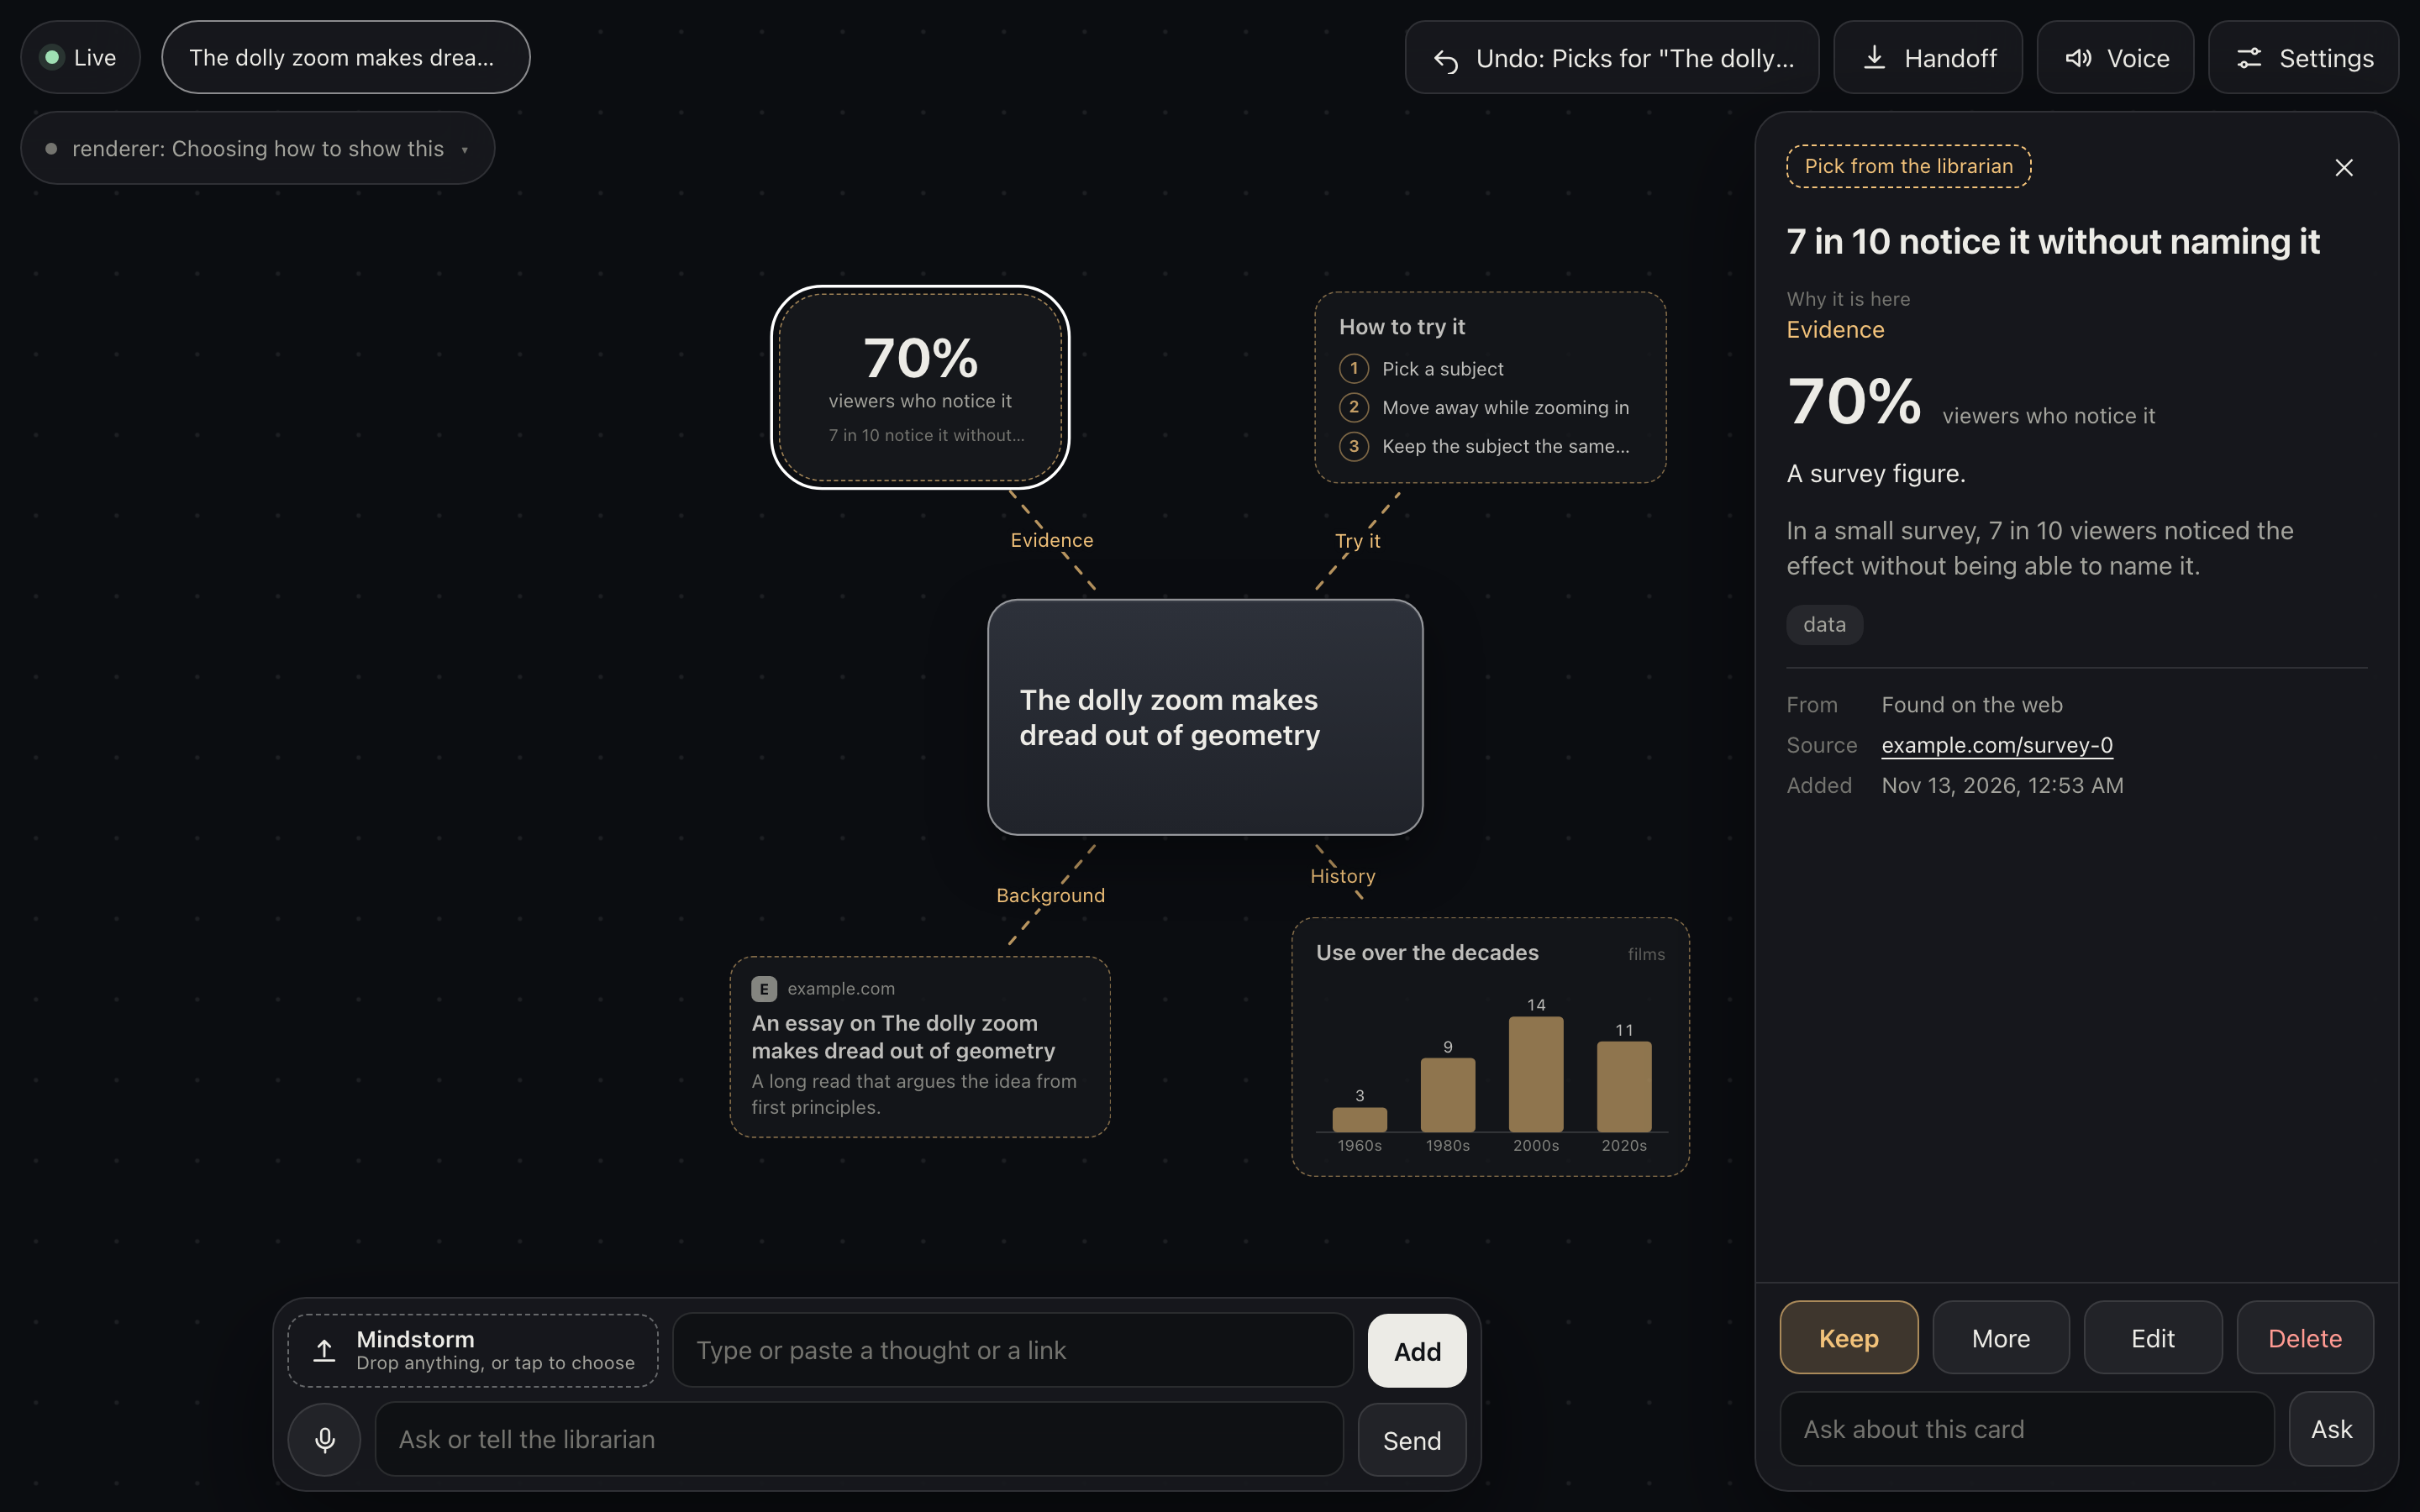 Live
The dolly zoom makes drea...
Undo: Picks for "The dolly...
Handoff
Voice
Settings
renderer: Choosing how to show this
70%
viewers who notice it
7 in 10 notice it without...
How to try it
1 Pick a subject
2 Move away while zooming in
3 Keep the subject the same...
Evidence
Try it
The dolly zoom makes
dread out of geometry
Background
History
E example.com
An essay on The dolly zoom
makes dread out of geometry
A long read that argues the idea from
first principles.
Use over the decades
films
3
9
14
11
1960s
1980s
2000s
2020s
Mindstorm
Drop anything, or tap to choose
Type or paste a thought or a link
Add
Ask or tell the librarian
Send
Pick from the librarian
7 in 10 notice it without naming it
Why it is here
Evidence
70% viewers who notice it
A survey figure.
In a small survey, 7 in 10 viewers noticed the
effect without being able to name it.
data
From Found on the web
Source example.com/survey-0
Added Nov 13, 2026, 12:53 AM
Keep
More
Edit
Delete
Ask about this card
Ask